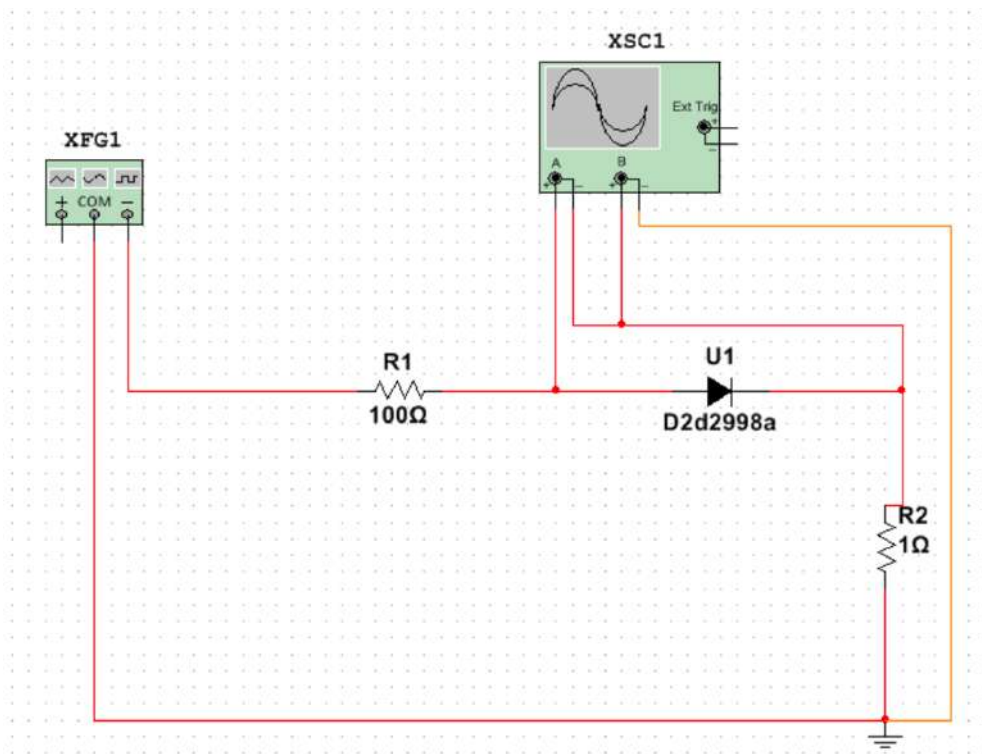 XSC1
Ext Trig
+
−
A
B
+ −
+ −
XFG1
+ COM −
R1
100Ω
U1
D2d2998a
R2
1Ω